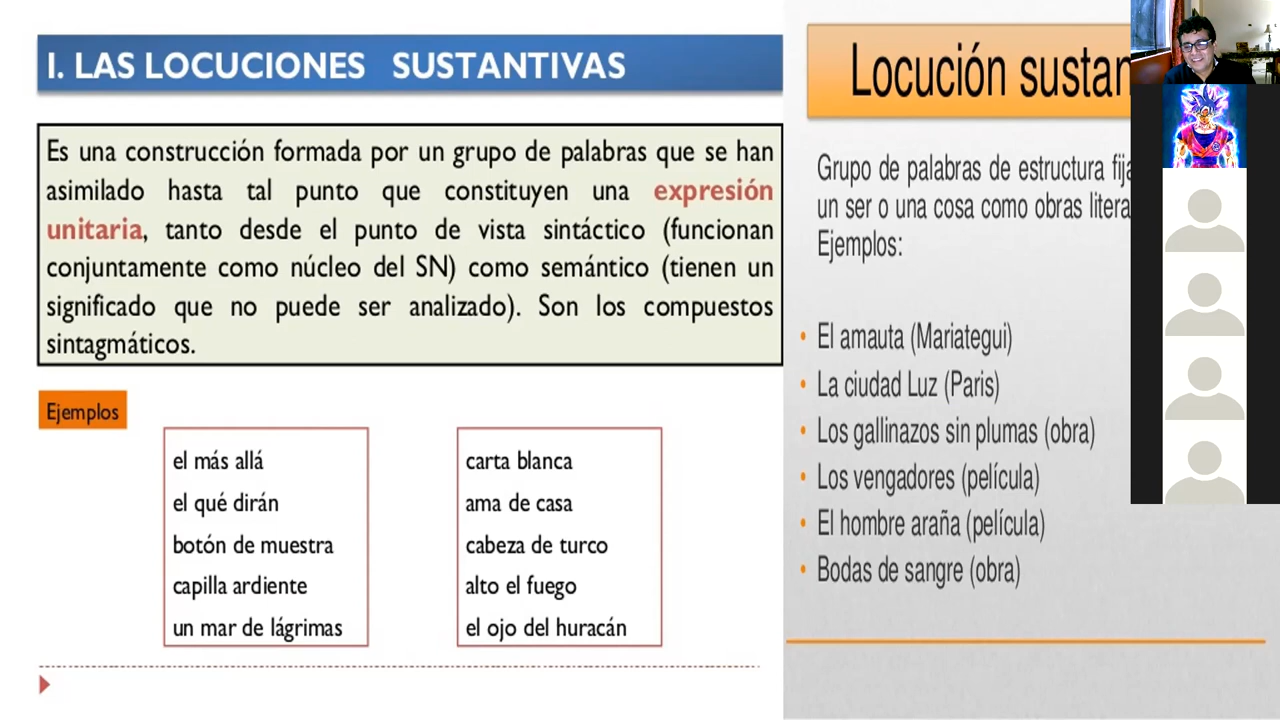 I. LAS LOCUCIONES SUSTANTIVAS
Es una construcción formada por un grupo de palabras que se han
asimilado hasta tal punto que constituyen una expresión
unitaria, tanto desde el punto de vista sintáctico (funcionan
conjuntamente como núcleo del SN) como semántico (tienen un
significado que no puede ser analizado). Son los compuestos
sintagmáticos.
Ejemplos
el más allá
el qué dirán
botón de muestra
capilla ardiente
un mar de lágrimas
carta blanca
ama de casa
cabeza de turco
alto el fuego
el ojo del huracán
Locución sustan
Grupo de palabras de estructura fija
un ser o una cosa como obras litera
Ejemplos:
• El amauta (Mariategui)
• La ciudad Luz (Paris)
• Los gallinazos sin plumas (obra)
• Los vengadores (película)
• El hombre araña (película)
• Bodas de sangre (obra)